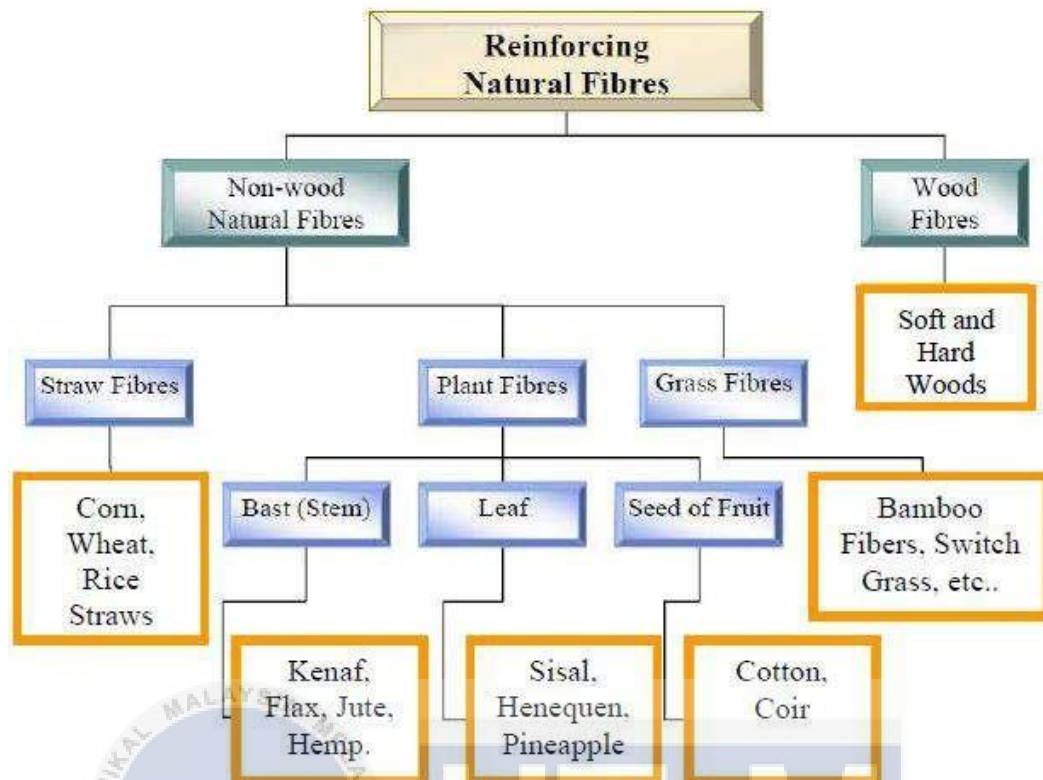 Reinforcing
Natural Fibres
Non-wood
Natural Fibres
Wood
Fibres
Soft and
Hard
Woods
Straw Fibres
Plant Fibres
Grass Fibres
Corn,
Wheat,
Rice
Straws
Bast (Stem)
Leaf
Seed of Fruit
Bamboo
Fibers, Switch
Grass, etc..
Kenaf,
Flax, Jute,
Hemp.
Sisal,
Henequen,
Pineapple
Cotton,
Coir